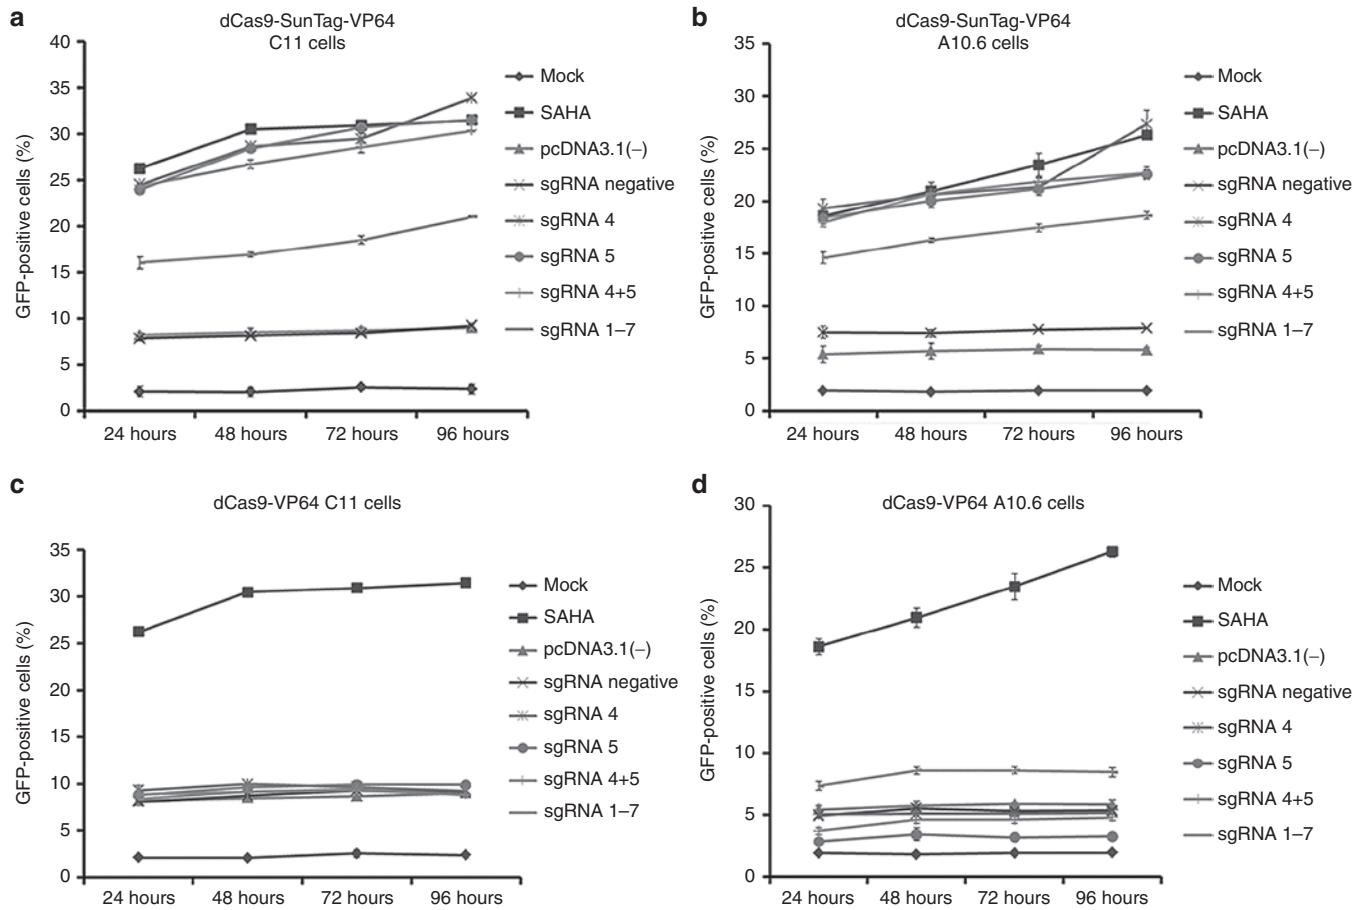 a
dCas9-SunTag-VP64
C11 cells
40
35
30
25
20
15
10
5
0
GFP-positive cells (%)
24 hours
48 hours
72 hours
96 hours
Mock
SAHA
pcDNA3.1(−)
sgRNA negative
sgRNA 4
sgRNA 5
sgRNA 4+5
sgRNA 1–7
b
dCas9-SunTag-VP64
A10.6 cells
35
30
25
20
15
10
5
0
GFP-positive cells (%)
24 hours
48 hours
72 hours
96 hours
Mock
SAHA
pcDNA3.1(−)
sgRNA negative
sgRNA 4
sgRNA 5
sgRNA 4+5
sgRNA 1–7
c
dCas9-VP64 C11 cells
35
30
25
20
15
10
5
0
GFP-positive cells (%)
24 hours
48 hours
72 hours
96 hours
Mock
SAHA
pcDNA3.1(−)
sgRNA negative
sgRNA 4
sgRNA 5
sgRNA 4+5
sgRNA 1–7
d
dCas9-VP64 A10.6 cells
30
25
20
15
10
5
0
GFP-positive cells (%)
24 hours
48 hours
72 hours
96 hours
Mock
SAHA
pcDNA3.1(−)
sgRNA negative
sgRNA 4
sgRNA 5
sgRNA 4+5
sgRNA 1–7